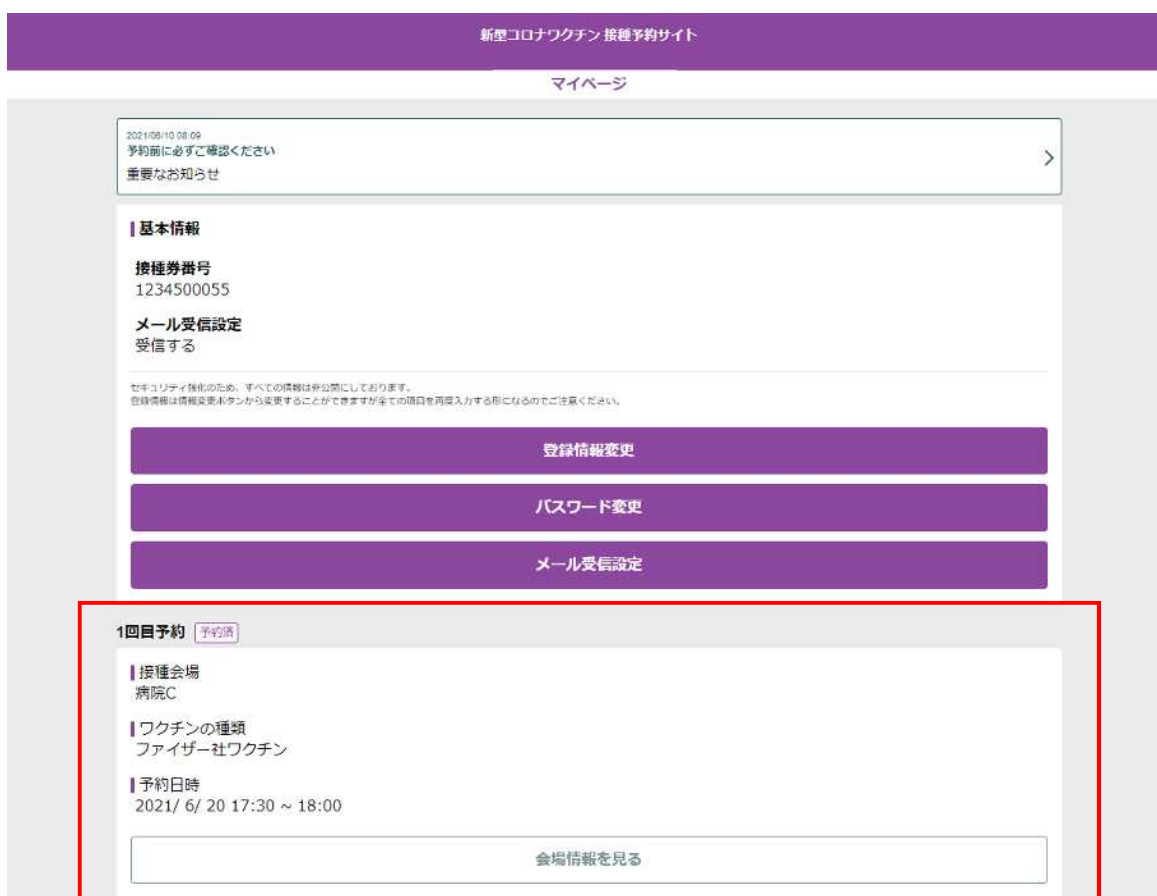 新型コロナワクチン 接種予約サイト
マイページ
2021/06/10 08:09
予約前に必ずご確認ください
重要なお知らせ
基本情報
接種券番号
1234500055
メール受信設定
受信する
セキュリティ強化のため、すべての情報は非公開にしております。
登録情報は情報変更ボタンから変更することができますが全ての項目を再度入力する形になるのでご注意ください。
登録情報変更
パスワード変更
メール受信設定
1回目予約 予約済
接種会場
病院C
ワクチンの種類
ファイザー社ワクチン
予約日時
2021/ 6/ 20 17:30 ~ 18:00
会場情報を見る